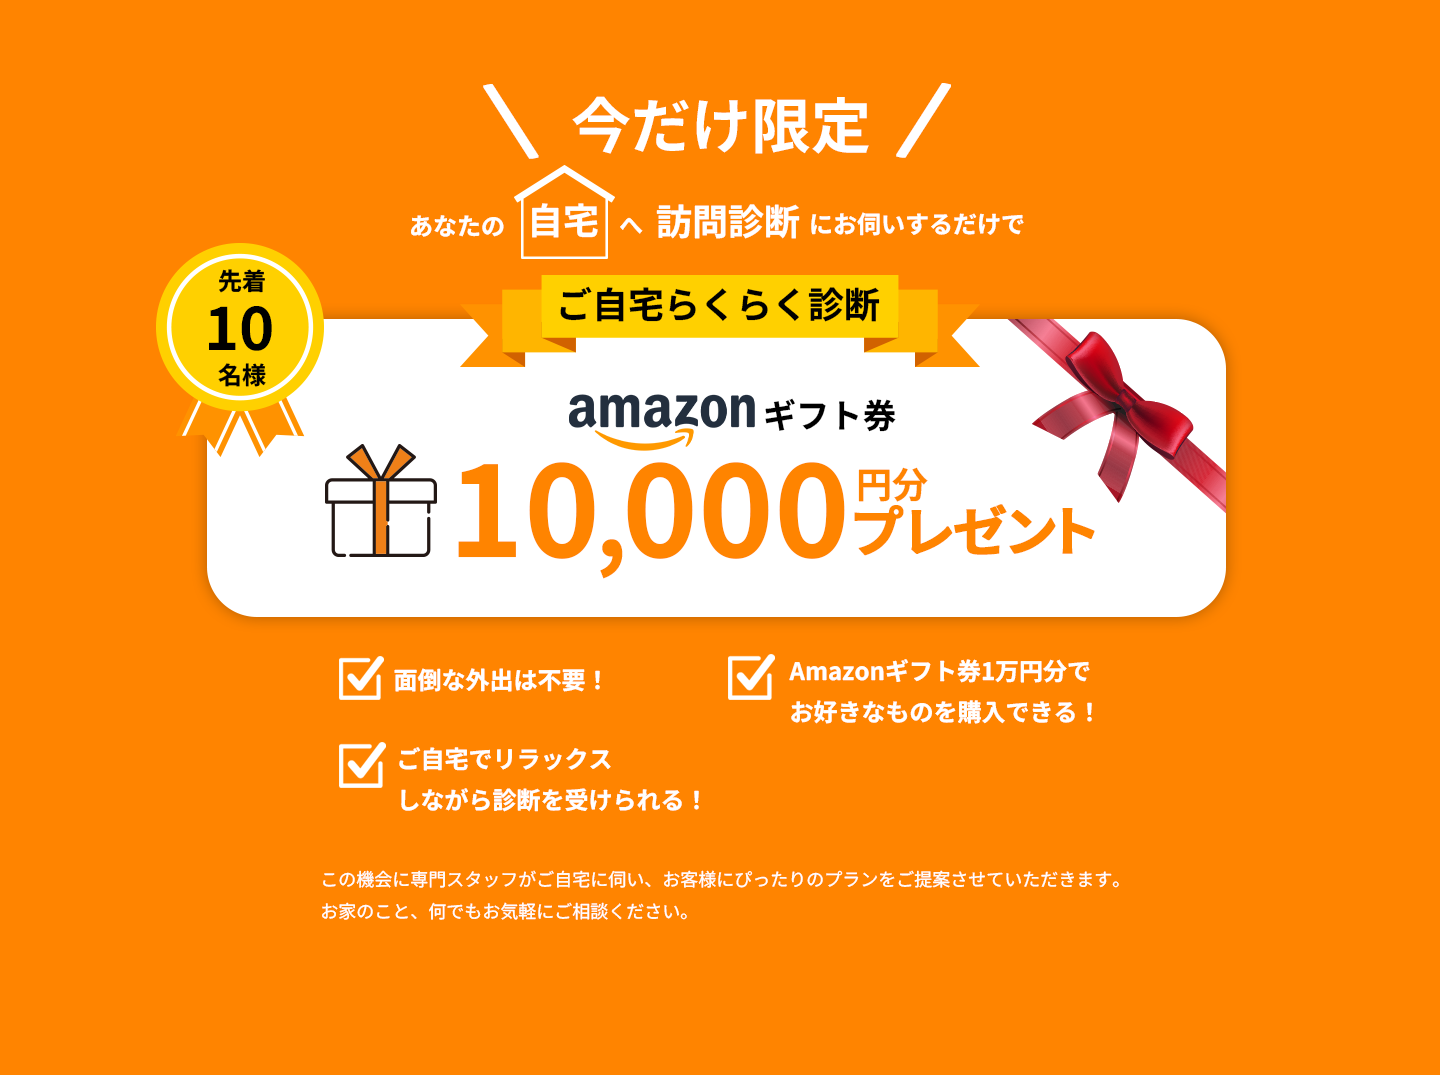 今だけ限定
あなたの 自宅 へ 訪問診断 にお伺いするだけで
先着
10
名様
ご自宅らくらく診断
amazon ギフト券
10,000円分
プレゼント
面倒な外出は不要！
Amazonギフト券1万円分で
お好きなものを購入できる！
ご自宅でリラックス
しながら診断を受けられる！
この機会に専門スタッフがご自宅に伺い、お客様にぴったりのプランをご提案させていただきます。
お家のこと、何でもお気軽にご相談ください。